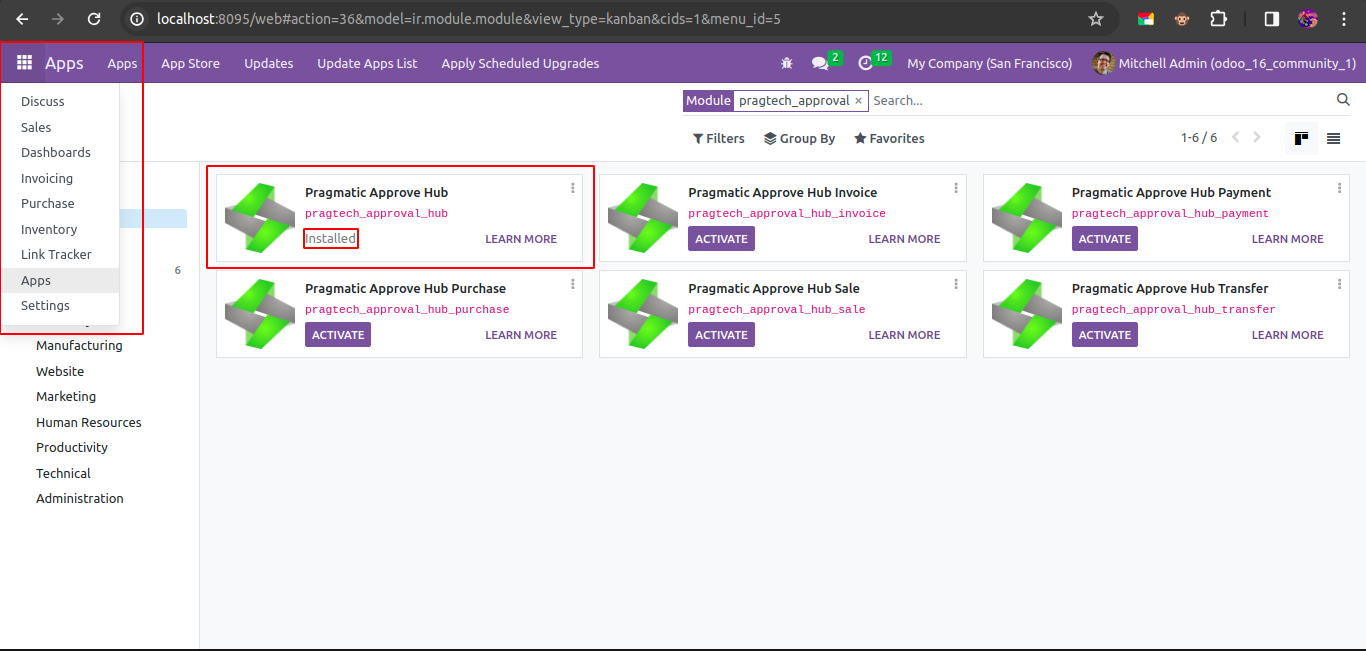 localhost:8095/web#action=36&model=ir.module.module&view_type=kanban&cids=1&menu_id=5
Apps Apps App Store Updates Update Apps List Apply Scheduled Upgrades 2 12 My Company (San Francisco) Mitchell Admin (odoo_16_community_1)
Module pragtech_approval × Search...
Filters Group By Favorites 1-6 / 6
Discuss
Sales
Dashboards
Invoicing
Purchase
Inventory
Link Tracker
Apps
Settings
6
Manufacturing
Website
Marketing
Human Resources
Productivity
Technical
Administration
Pragmatic Approve Hub
pragtech_approval_hub
Installed LEARN MORE
Pragmatic Approve Hub Invoice
pragtech_approval_hub_invoice
ACTIVATE LEARN MORE
Pragmatic Approve Hub Payment
pragtech_approval_hub_payment
ACTIVATE LEARN MORE
Pragmatic Approve Hub Purchase
pragtech_approval_hub_purchase
ACTIVATE LEARN MORE
Pragmatic Approve Hub Sale
pragtech_approval_hub_sale
ACTIVATE LEARN MORE
Pragmatic Approve Hub Transfer
pragtech_approval_hub_transfer
ACTIVATE LEARN MORE